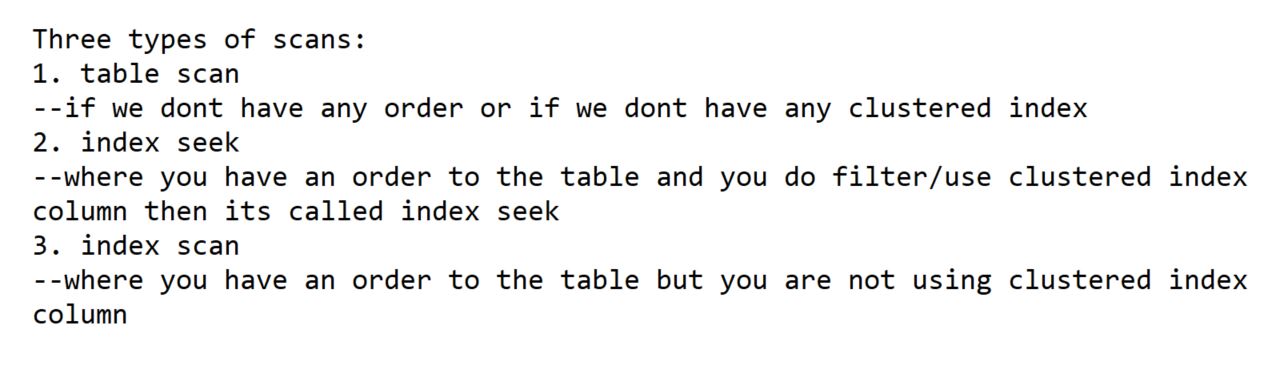 Three types of scans:
1. table scan
--if we dont have any order or if we dont have any clustered index
2. index seek
--where you have an order to the table and you do filter/use clustered index
column then its called index seek
3. index scan
--where you have an order to the table but you are not using clustered index
column